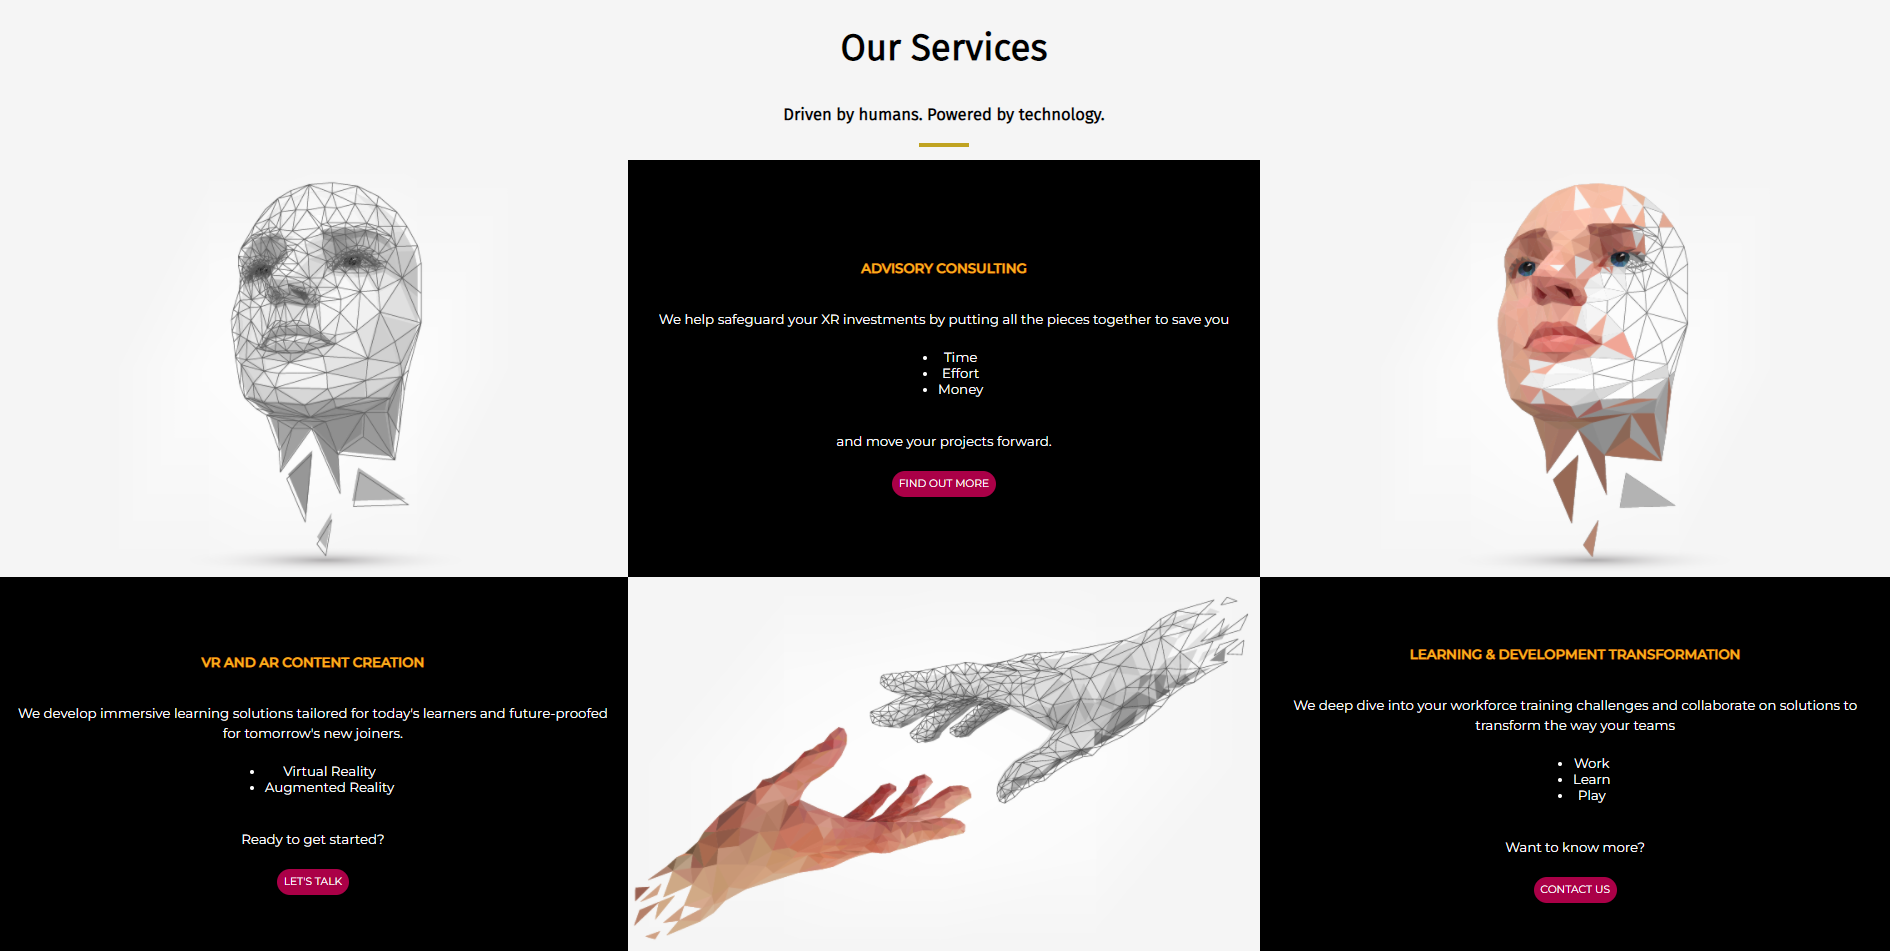 Our Services
Driven by humans. Powered by technology.
ADVISORY CONSULTING
We help safeguard your XR investments by putting all the pieces together to save you
• Time
• Effort
• Money
and move your projects forward.
FIND OUT MORE
VR AND AR CONTENT CREATION
We develop immersive learning solutions tailored for today's learners and future-proofed
for tomorrow's new joiners.
• Virtual Reality
• Augmented Reality
Ready to get started?
LET'S TALK
LEARNING & DEVELOPMENT TRANSFORMATION
We deep dive into your workforce training challenges and collaborate on solutions to
transform the way your teams
• Work
• Learn
• Play
Want to know more?
CONTACT US